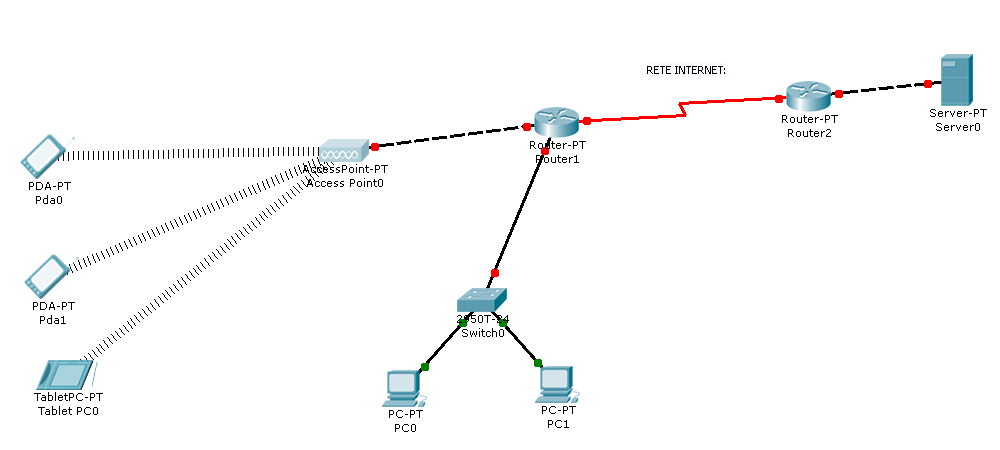 RETE INTERNET:
Server-PT
Server0
Router-PT
Router2
Router-PT
Router1
AccessPoint-PT
Access Point0
PDA-PT
Pda0
PDA-PT
Pda1
2950T-24
Switch0
TabletPC-PT
Tablet PC0
PC-PT
PC0
PC-PT
PC1